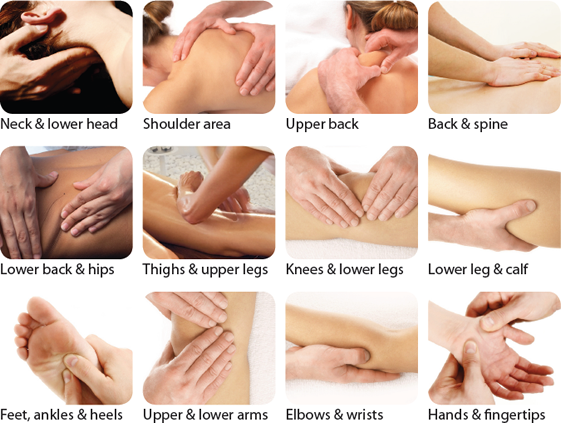 Neck & lower head
Shoulder area
Upper back
Back & spine
Lower back & hips
Thighs & upper legs
Knees & lower legs
Lower leg & calf
Feet, ankles & heels
Upper & lower arms
Elbows & wrists
Hands & fingertips